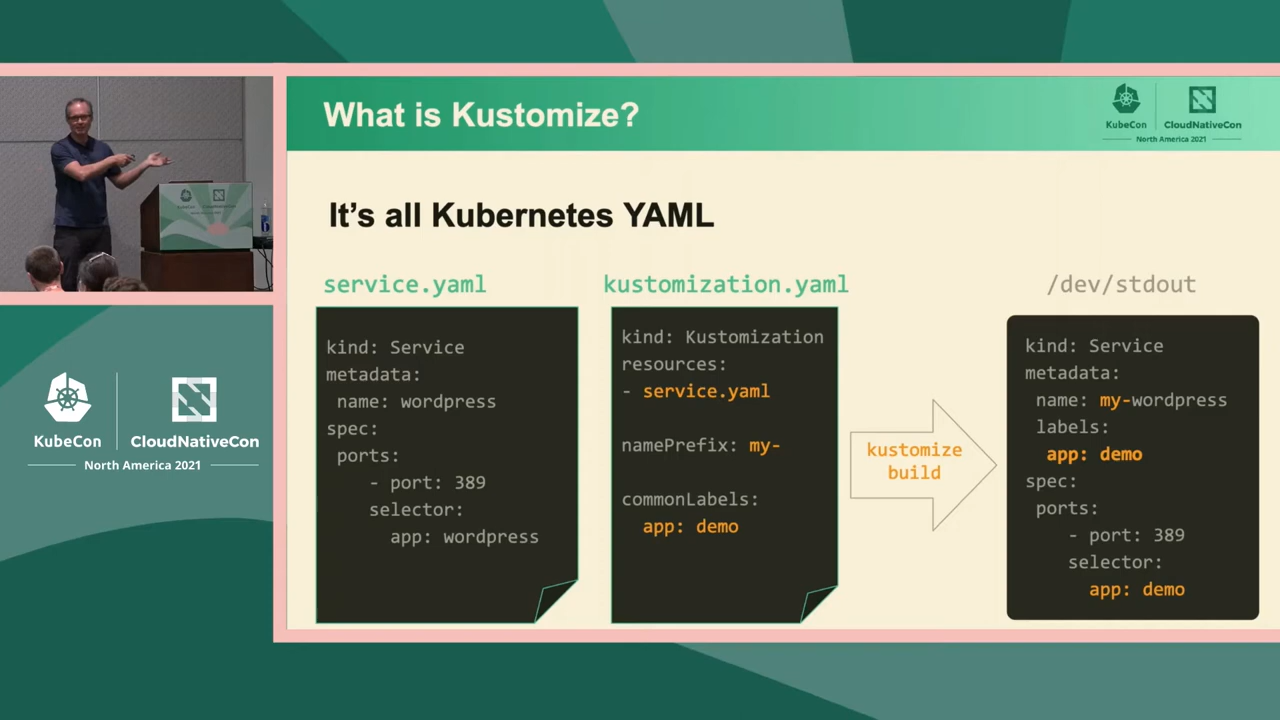 What is Kustomize?
KubeCon
CloudNativeCon
North America 2021
It’s all Kubernetes YAML
service.yaml
kind: Service
metadata:
name: wordpress
spec:
ports:
- port: 389
selector:
app: wordpress
kustomization.yaml
kind: Kustomization
resources:
- service.yaml
namePrefix: my-
commonLabels:
app: demo
kustomize
build
/dev/stdout
kind: Service
metadata:
name: my-wordpress
labels:
app: demo
spec:
ports:
- port: 389
selector:
app: demo
KubeCon
CloudNativeCon
North America 2021